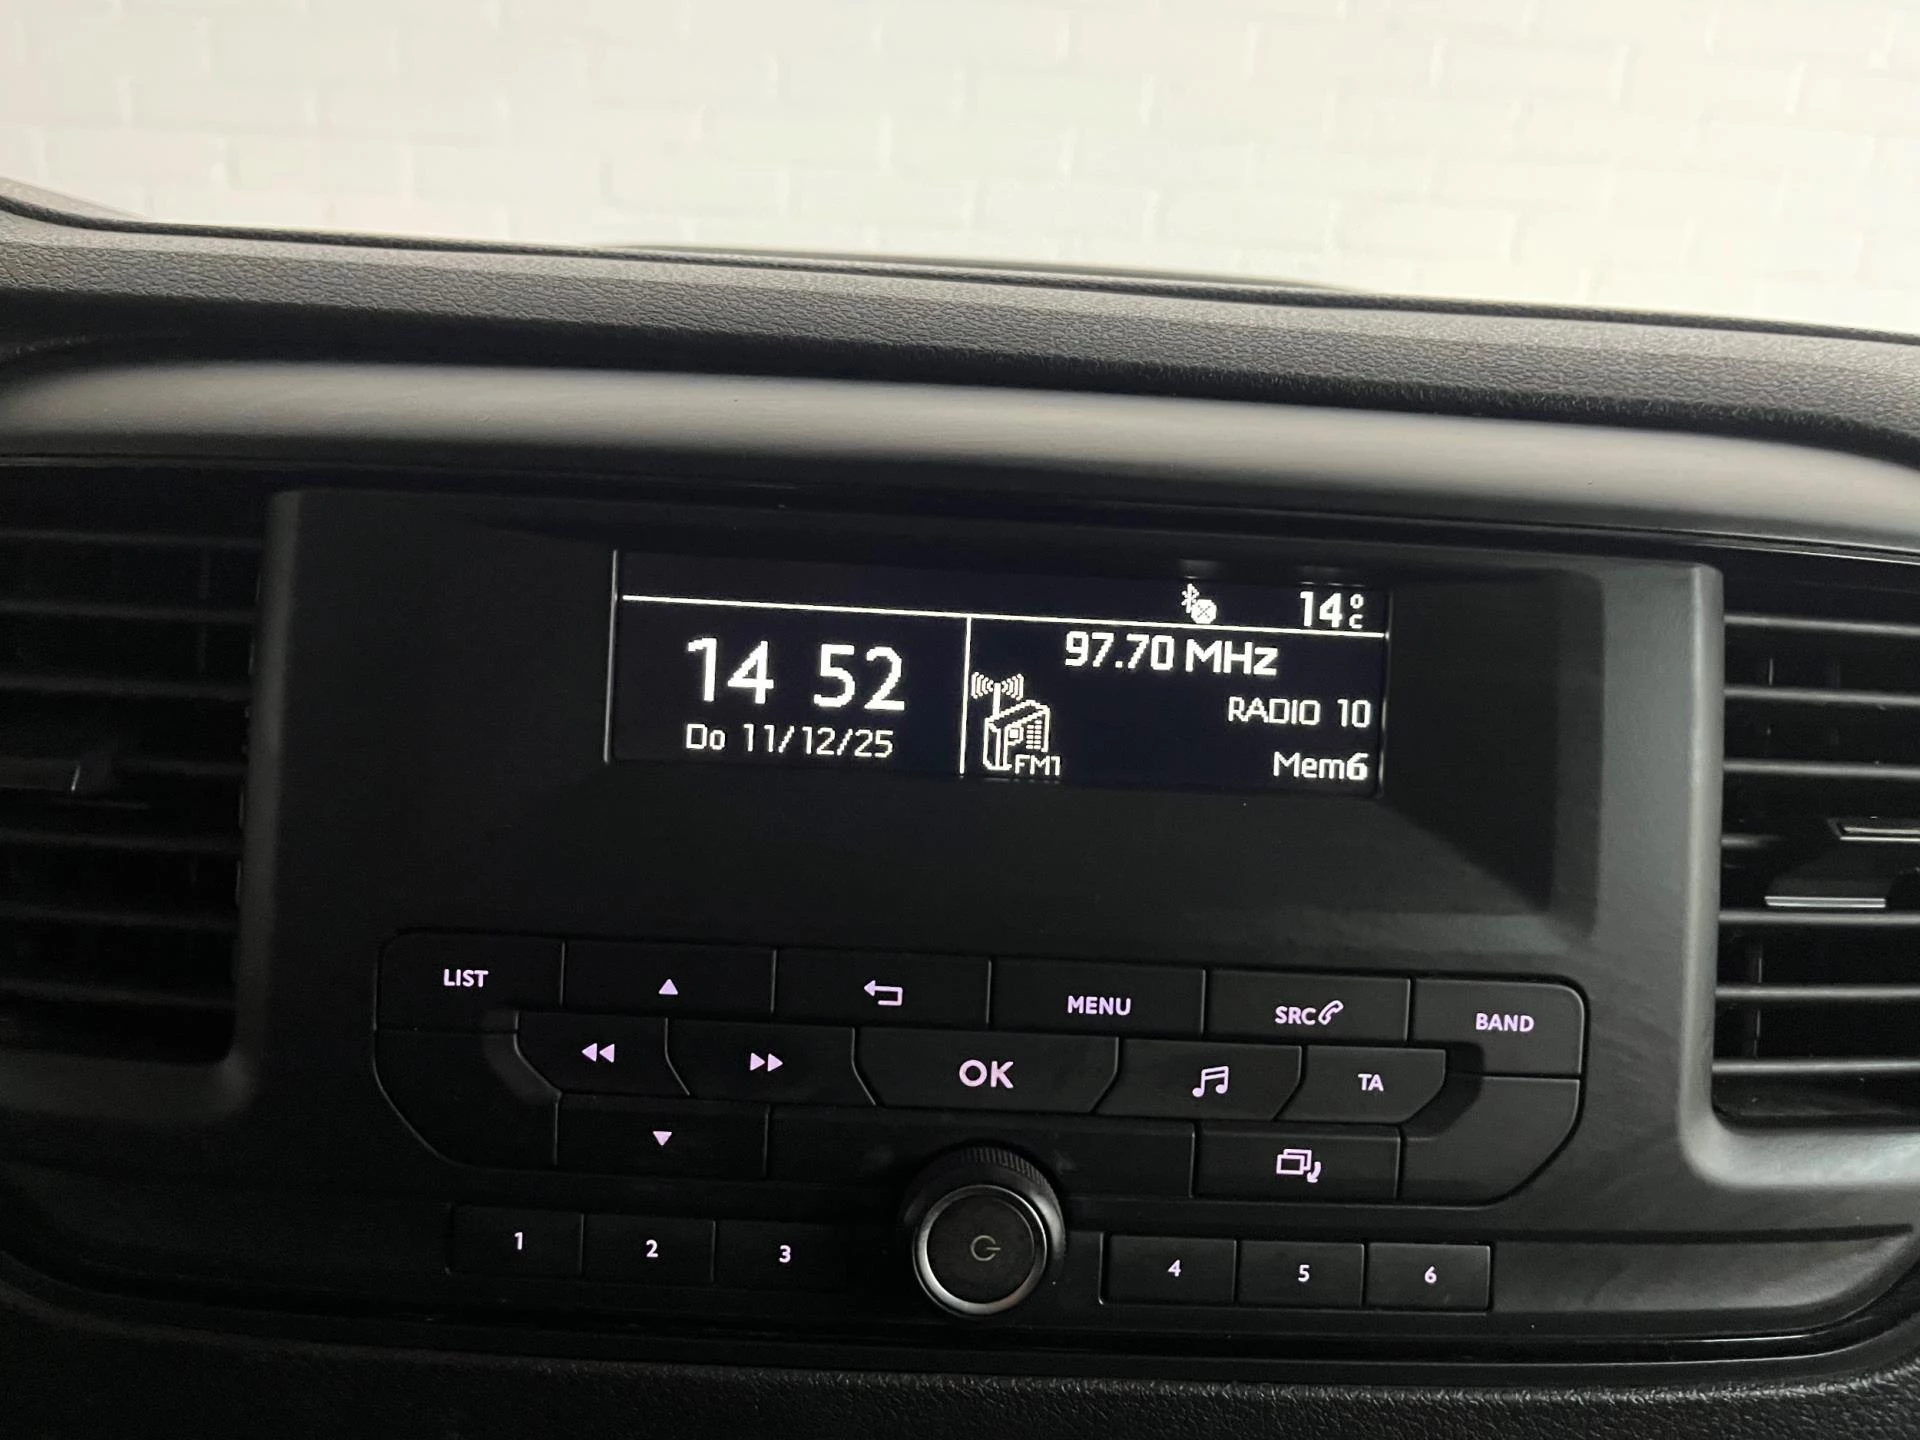 14°C
14 52
Do 11/12/25
97.70 MHz
RADIO 10
FM1
Mem6
LIST
MENU
SRC
BAND
OK
TA
1
2
3
4
5
6